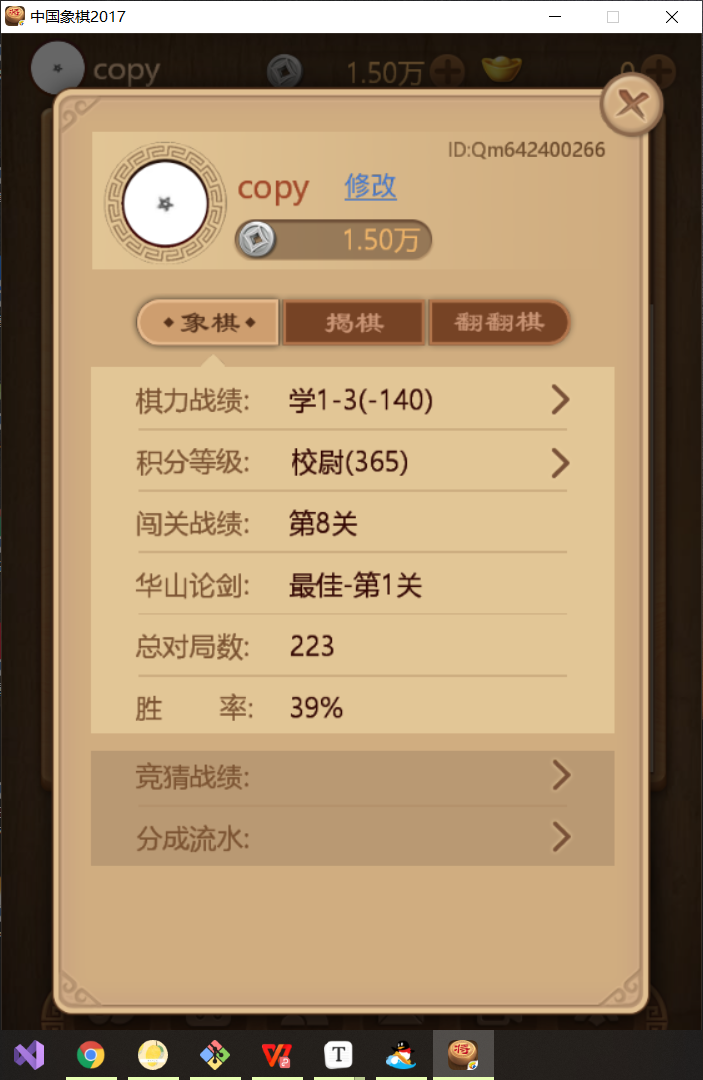 中国象棋2017
copy 1.50万 0
ID:Qm642400266
copy 修改
1.50万
象棋 揭棋 翻翻棋
棋力战绩: 学1-3(-140)
积分等级: 校尉(365)
闯关战绩: 第8关
华山论剑: 最佳-第1关
总对局数: 223
胜 率: 39%
竞猜战绩:
分成流水:
T
将